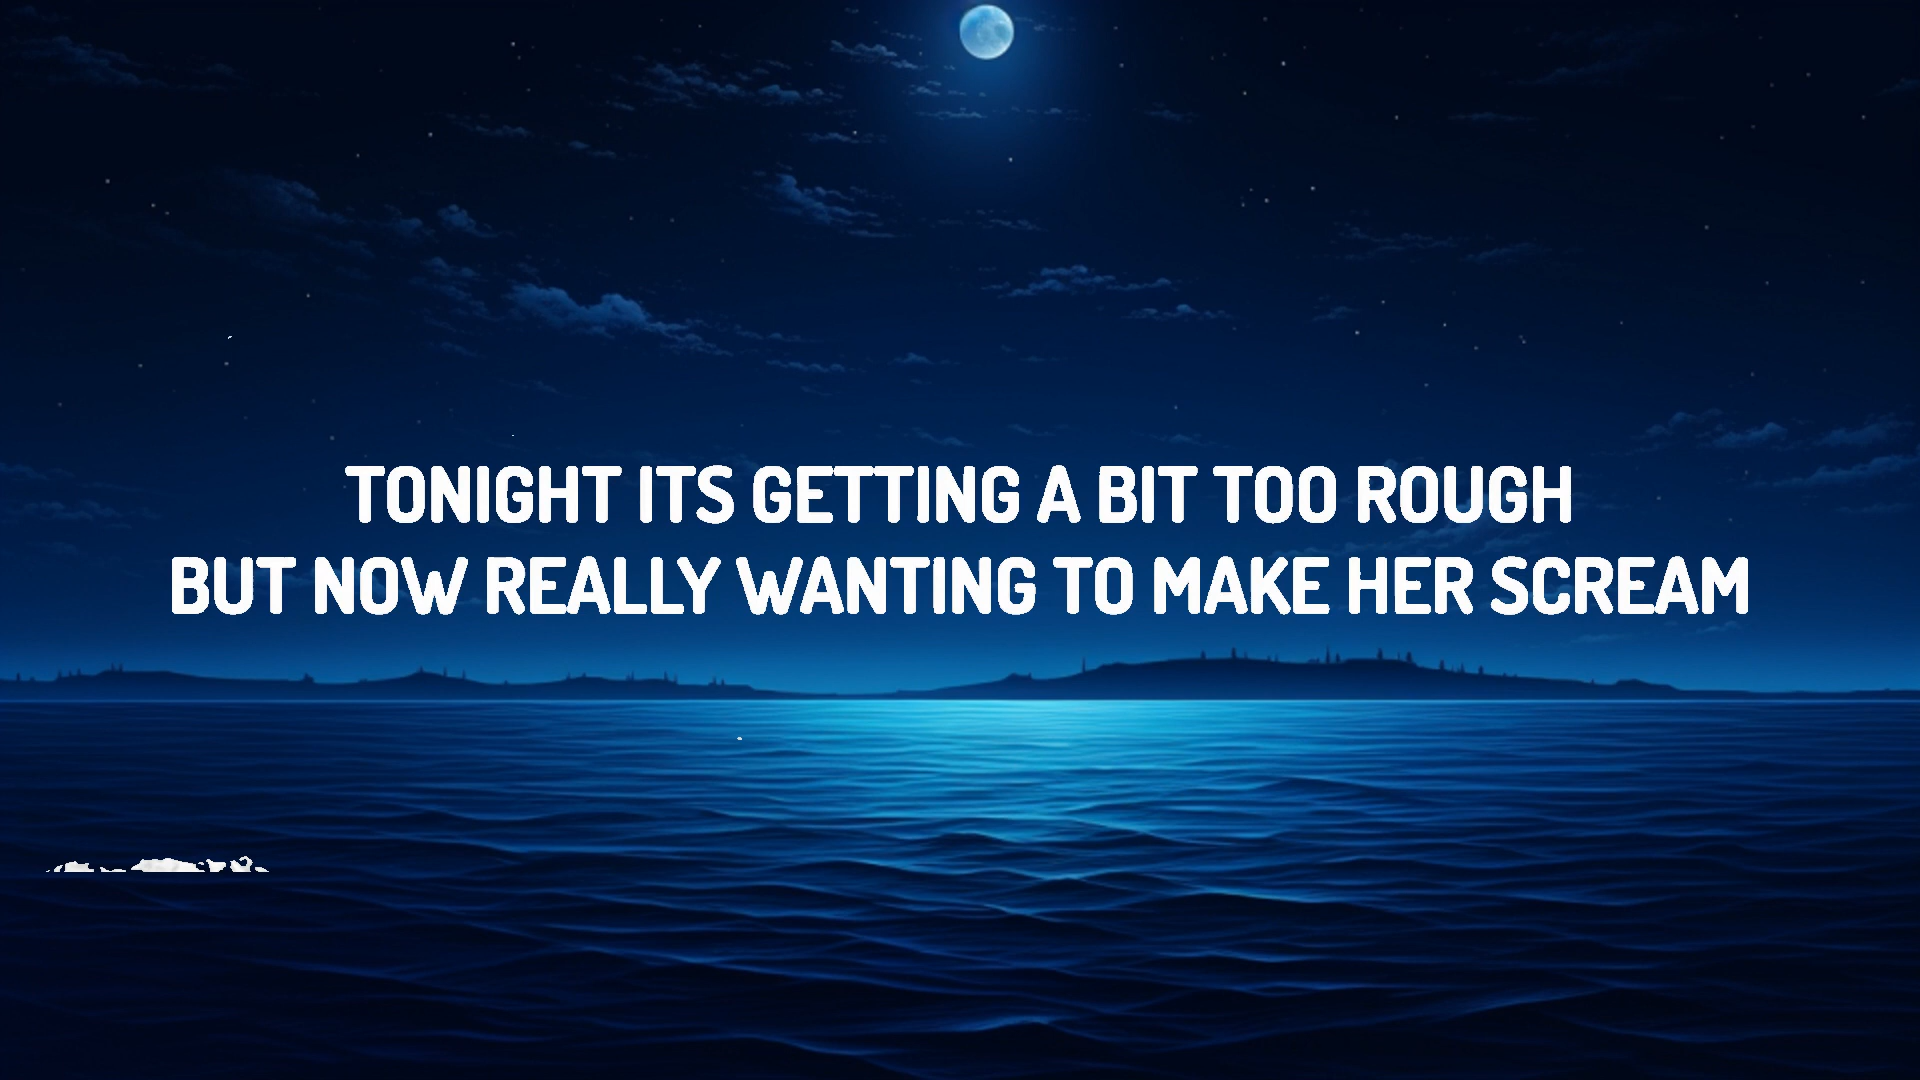 TONIGHT ITS GETTING A BIT TOO ROUGH
BUT NOW REALLY WANTING TO MAKE HER SCREAM